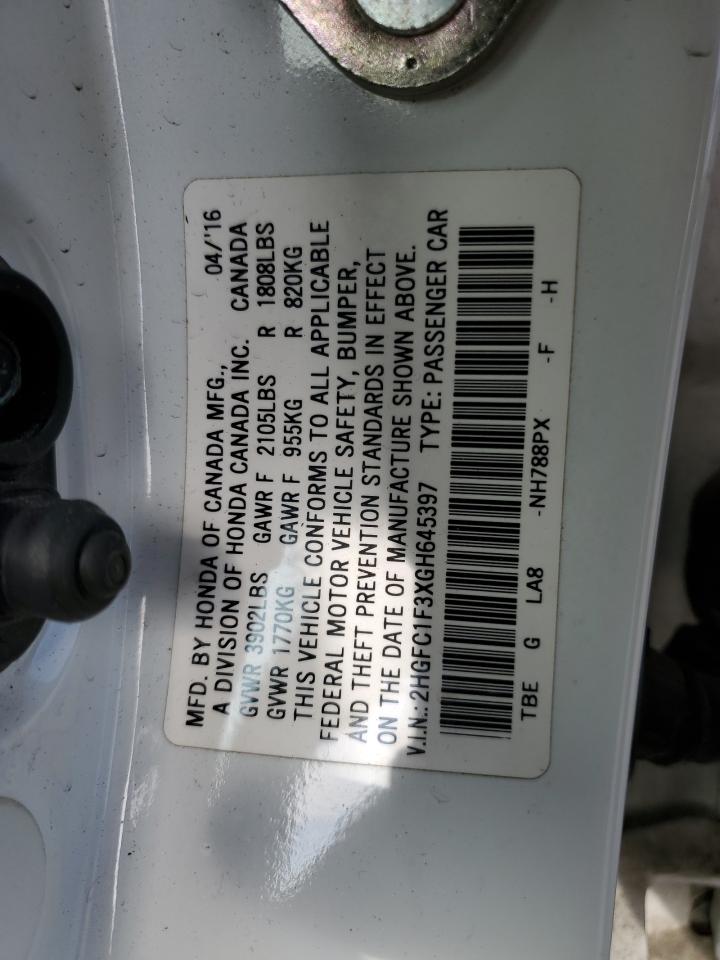 MFD. BY HONDA OF CANADA MFG., 04/'16
A DIVISION OF HONDA CANADA INC. CANADA
GVWR 3902LBS GAWR F 2105LBS R 1808LBS
GVWR 1770KG GAWR F 955KG R 820KG
THIS VEHICLE CONFORMS TO ALL APPLICABLE
FEDERAL MOTOR VEHICLE SAFETY, BUMPER,
AND THEFT PREVENTION STANDARDS IN EFFECT
ON THE DATE OF MANUFACTURE SHOWN ABOVE.
V.I.N.: 2HGFC1F3XGH645397 TYPE: PASSENGER CAR
TBE G LA8 -NH788PX -F -H